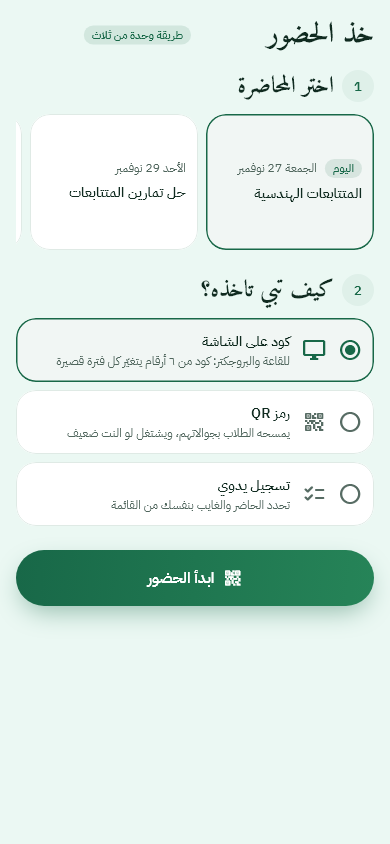 خذ الحضور
طريقة وحدة من ثلاث
1 اختر المحاضرة
اليوم الجمعة 27 نوفمبر
المتتابعات الهندسية
الأحد 29 نوفمبر
حل تمارين المتتابعات
2 كيف تبي تاخذه؟
كود على الشاشة
للقاعة والبروجكتر: كود من ٦ أرقام يتغيّر كل فترة قصيرة
رمز QR
يمسحه الطلاب بجوالاتهم، ويشتغل لو النت ضعيف
تسجيل يدوي
تحدد الحاضر والغايب بنفسك من القائمة
ابدأ الحضور